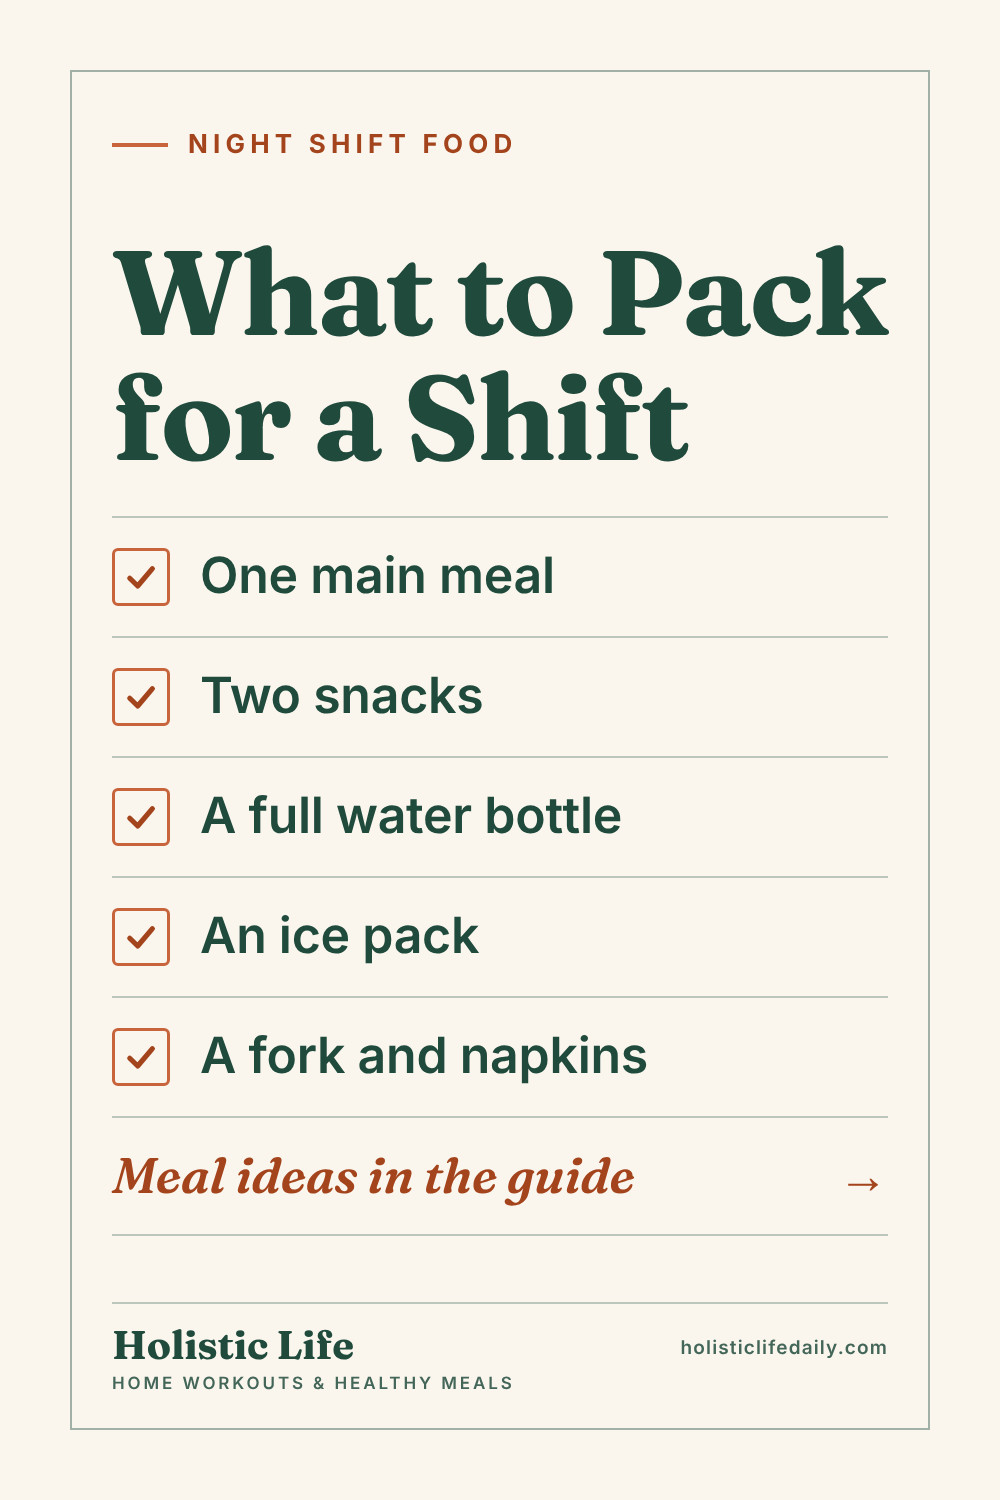 NIGHT SHIFT FOOD
What to Pack
for a Shift
One main meal
Two snacks
A full water bottle
An ice pack
A fork and napkins
Meal ideas in the guide →
Holistic Life
holisticlifedaily.com
HOME WORKOUTS & HEALTHY MEALS